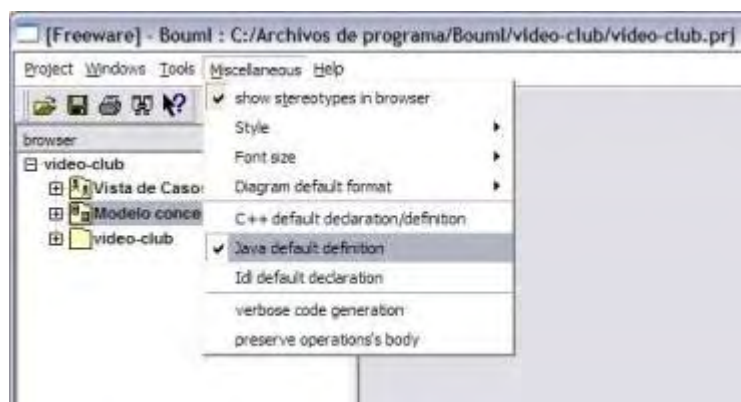 [Freeware] - Bouml : C:/Archivos de programa/Bouml/video-club/video-club.prj
Project Windows Tools Miscellaneous Help
browser
video-club
Vista de Caso
Modelo conce
video-club
show stereotypes in browser
Style
Font size
Diagram default format
C++ default declaration/definition
Java default definition
Idl default declaration
verbose code generation
preserve operations's body